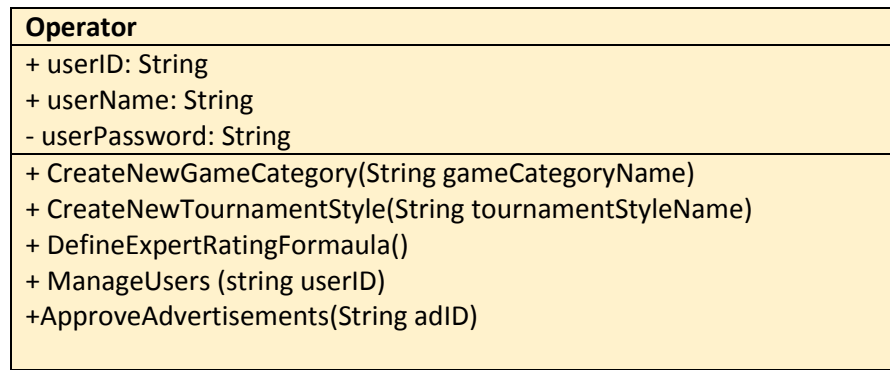 Operator
+ userID: String
+ userName: String
- userPassword: String
+ CreateNewGameCategory(String gameCategoryName)
+ CreateNewTournamentStyle(String tournamentStyleName)
+ DefineExpertRatingFormaula()
+ ManageUsers (string userID)
+ApproveAdvertisements(String adID)